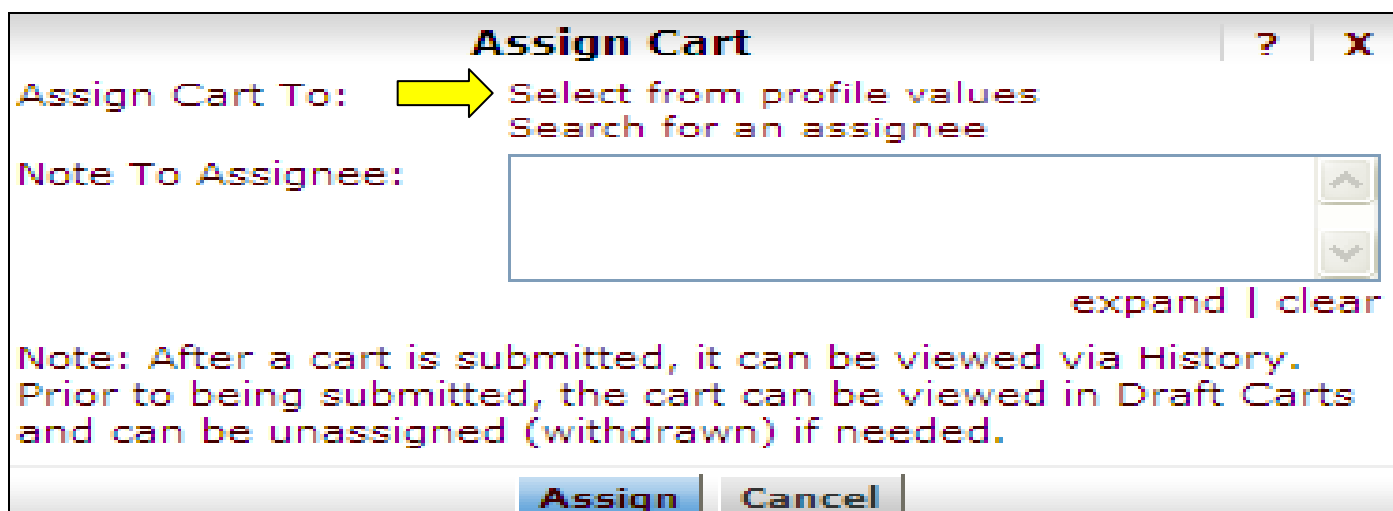 Assign Cart ? X
Assign Cart To: Select from profile values
Search for an assignee
Note To Assignee:
expand | clear
Note: After a cart is submitted, it can be viewed via History.
Prior to being submitted, the cart can be viewed in Draft Carts
and can be unassigned (withdrawn) if needed.
Assign Cancel